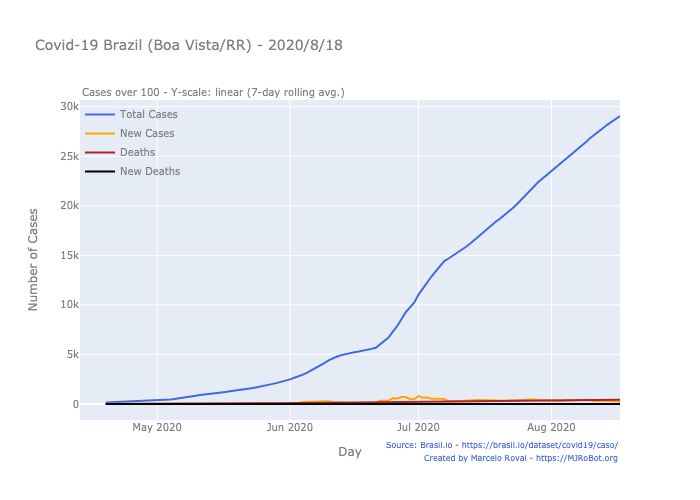 Covid-19 Brazil (Boa Vista/RR) - 2020/8/18
Cases over 100 - Y-scale: linear (7-day rolling avg.)
30k
25k
20k
15k
10k
5k
0
Total Cases
New Cases
Deaths
New Deaths
Number of Cases
May 2020
Jun 2020
Jul 2020
Aug 2020
Day
Source: Brasil.io - https://brasil.io/dataset/covid19/caso/
Created by Marcelo Rovai - https://MJRoBot.org